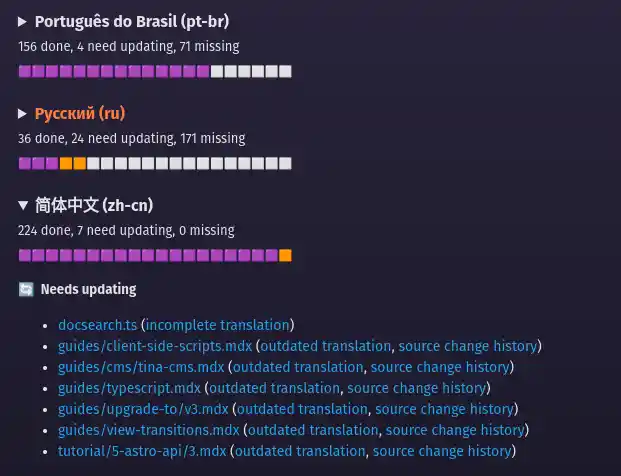 Português do Brasil (pt-br)
156 done, 4 need updating, 71 missing
Русский (ru)
36 done, 24 need updating, 171 missing
简体中文 (zh-cn)
224 done, 7 need updating, 0 missing
Needs updating
docsearch.ts (incomplete translation)
guides/client-side-scripts.mdx (outdated translation, source change history)
guides/cms/tina-cms.mdx (outdated translation, source change history)
guides/typescript.mdx (outdated translation, source change history)
guides/upgrade-to/v3.mdx (outdated translation, source change history)
guides/view-transitions.mdx (outdated translation, source change history)
tutorial/5-astro-api/3.mdx (outdated translation, source change history)